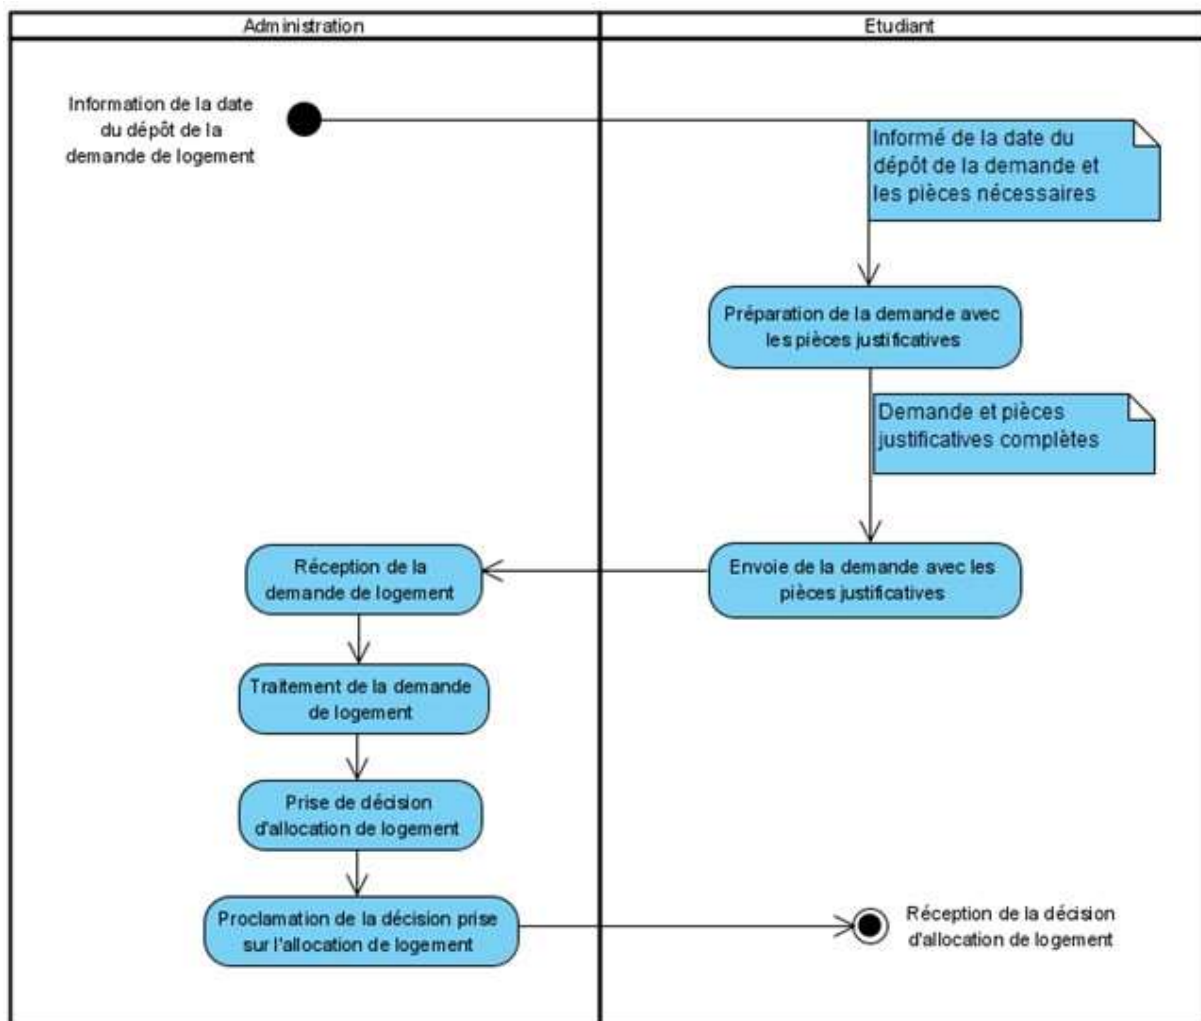 Administration
Etudiant
Information de la date
du dépôt de la
demande de logement
Informé de la date du
dépôt de la demande et
les pièces nécessaires
Préparation de la demande avec
les pièces justificatives
Demande et pièces
justificatives complètes
Envoie de la demande avec les
pièces justificatives
Réception de la
demande de logement
Traitement de la demande
de logement
Prise de décision
d'allocation de logement
Proclamation de la décision prise
sur l'allocation de logement
Réception de la décision
d'allocation de logement